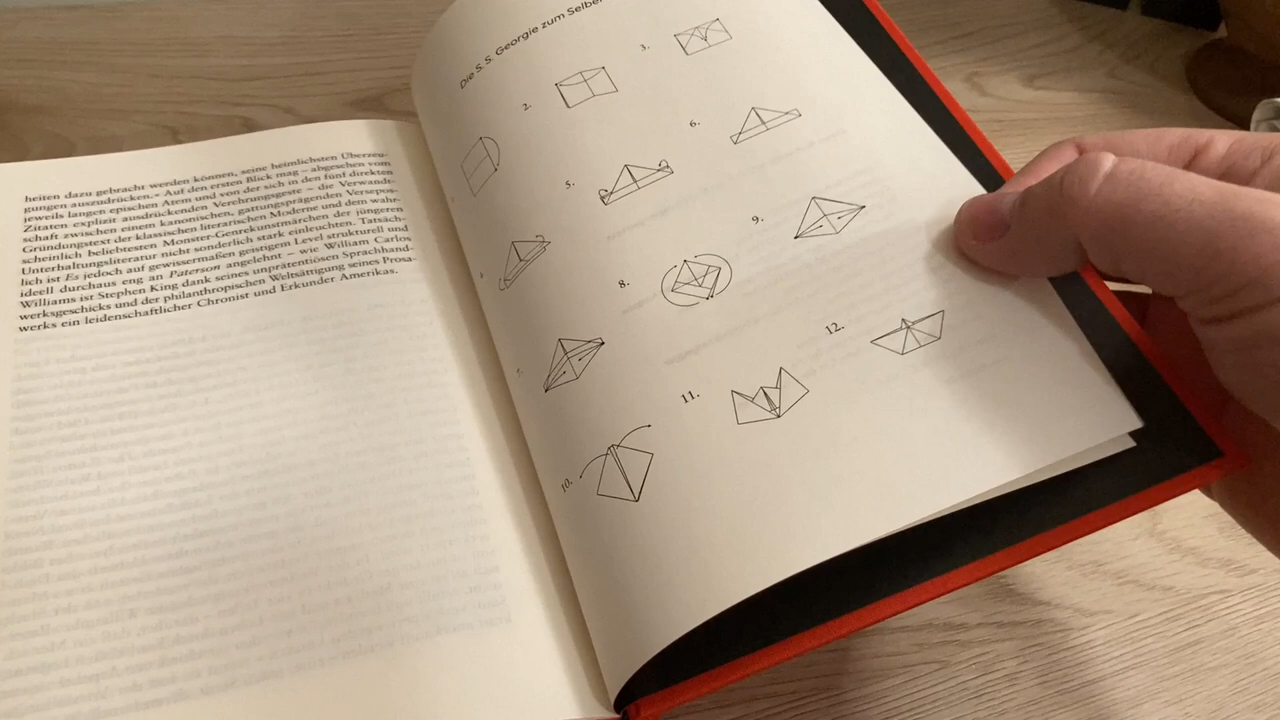 heiten dazu gebracht werden können, seine heimlichsten Überzeu-
gungen auszudrücken.« Auf den ersten Blick mag – abgesehen vom
jeweils langen epischen Atem und von der sich in den fünf direkten
Zitaten explizit ausdrückenden Verehrungsgeste – die Verwandt-
schaft zwischen einem kanonischen, gattungsprägenden Versepos-
Gründungstext der klassischen literarischen Moderne und dem wahr-
scheinlich beliebtesten Monster-Genrekunstmärchen der jüngeren
Unterhaltungsliteratur nicht sonderlich stark einleuchten. Tatsäch-
lich ist Es jedoch auf gewissermaßen geistigem Level strukturell und
ideell durchaus eng an Paterson angelehnt – wie William Carlos
Williams ist Stephen King dank seines unprätentiösen Sprachhand-
werksgeschicks und der philanthropischen Weltsättigung seines Prosa-
werks ein leidenschaftlicher Chronist und Erkunder Amerikas.
Die S. S. Georgie zum Selber
2.
3.
5.
6.
8.
9.
10.
11.
12.